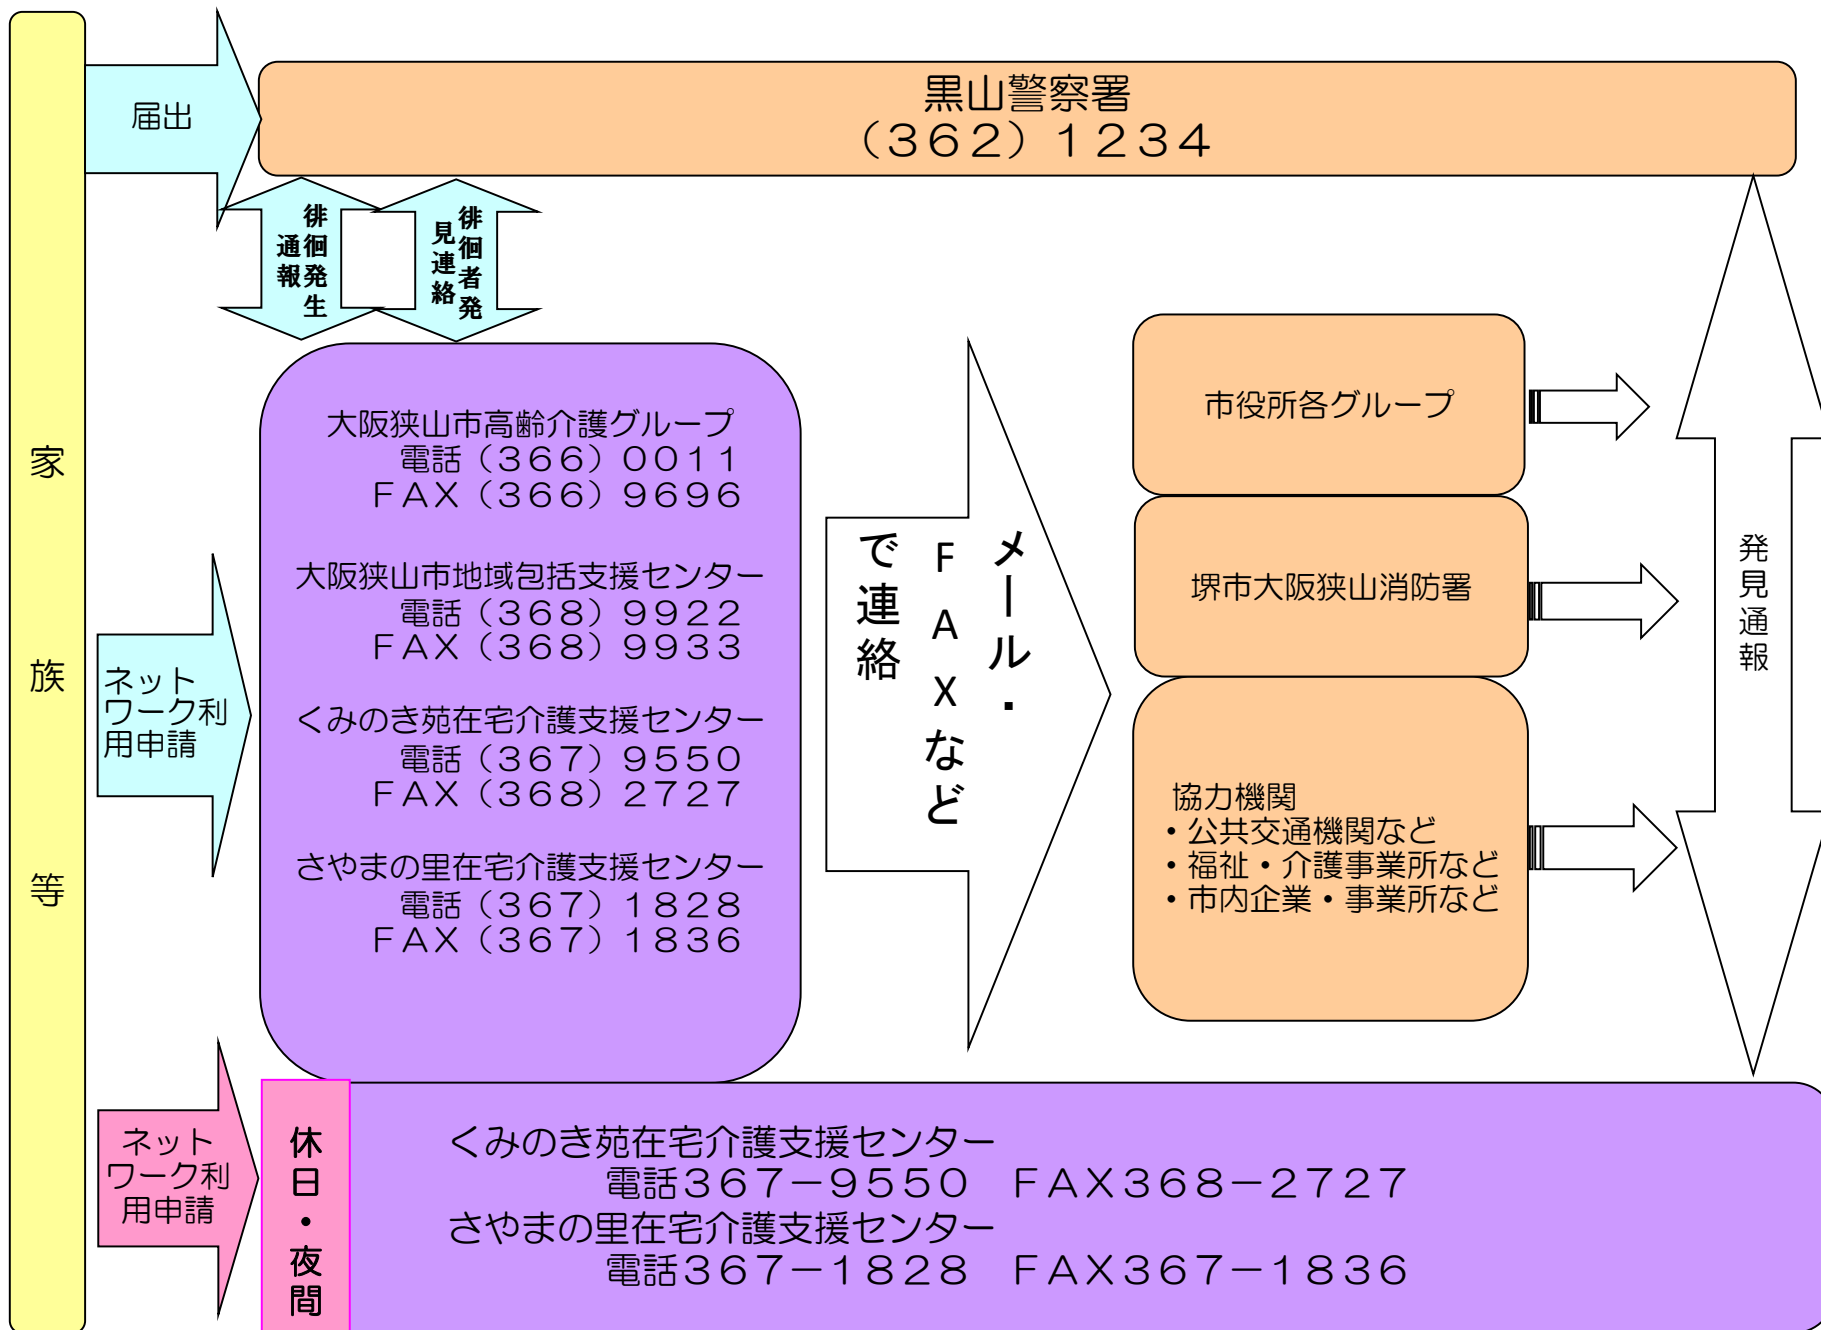 家族等
届出
黒山警察署
（３６２）１２３４
徘徊発生
通報
徘徊者発
見連絡
大阪狭山市高齢介護グループ
電話（３６６）００１１
ＦＡＸ（３６６）９６９６
大阪狭山市地域包括支援センター
電話（３６８）９９２２
ＦＡＸ（３６８）９９３３
くみのき苑在宅介護支援センター
電話（３６７）９５５０
ＦＡＸ（３６８）２７２７
さやまの里在宅介護支援センター
電話（３６７）１８２８
ＦＡＸ（３６７）１８３６
ネット
ワーク利
用申請
メール・
ＦＡＸなど
で連絡
市役所各グループ
堺市大阪狭山消防署
協力機関
・公共交通機関など
・福祉・介護事業所など
・市内企業・事業所など
発見通報
ネット
ワーク利
用申請
休日・夜間
くみのき苑在宅介護支援センター
電話３６７－９５５０　ＦＡＸ３６８－２７２７
さやまの里在宅介護支援センター
電話３６７－１８２８　ＦＡＸ３６７－１８３６